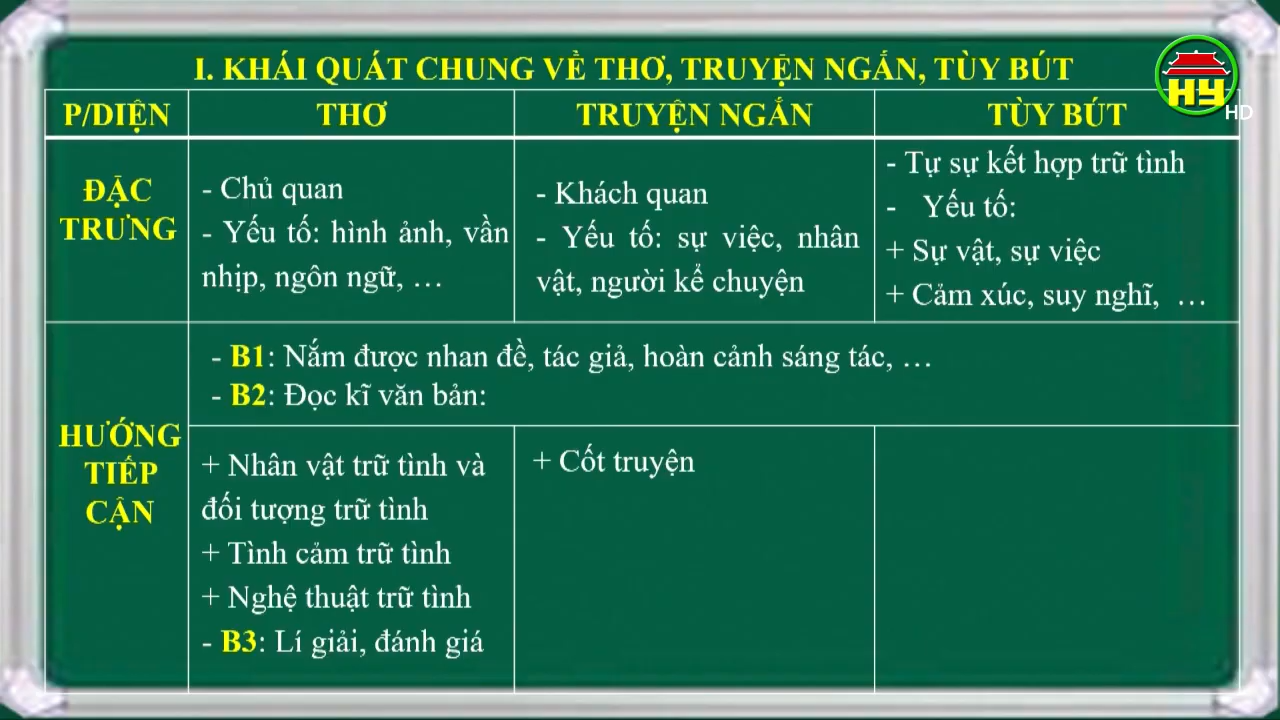 I. KHÁI QUÁT CHUNG VỀ THƠ, TRUYỆN NGẮN, TÙY BÚT
HY
HD
P/DIỆN
THƠ
TRUYỆN NGẮN
TÙY BÚT
ĐẶC
TRƯNG
- Chủ quan
- Yếu tố: hình ảnh, vần
nhịp, ngôn ngữ, …
- Khách quan
- Yếu tố: sự việc, nhân
vật, người kể chuyện
- Tự sự kết hợp trữ tình
- Yếu tố:
+ Sự vật, sự việc
+ Cảm xúc, suy nghĩ, …
HƯỚNG
TIẾP
CẬN
- B1: Nắm được nhan đề, tác giả, hoàn cảnh sáng tác, …
- B2: Đọc kĩ văn bản:
+ Nhân vật trữ tình và
đối tượng trữ tình
+ Tình cảm trữ tình
+ Nghệ thuật trữ tình
- B3: Lí giải, đánh giá
+ Cốt truyện